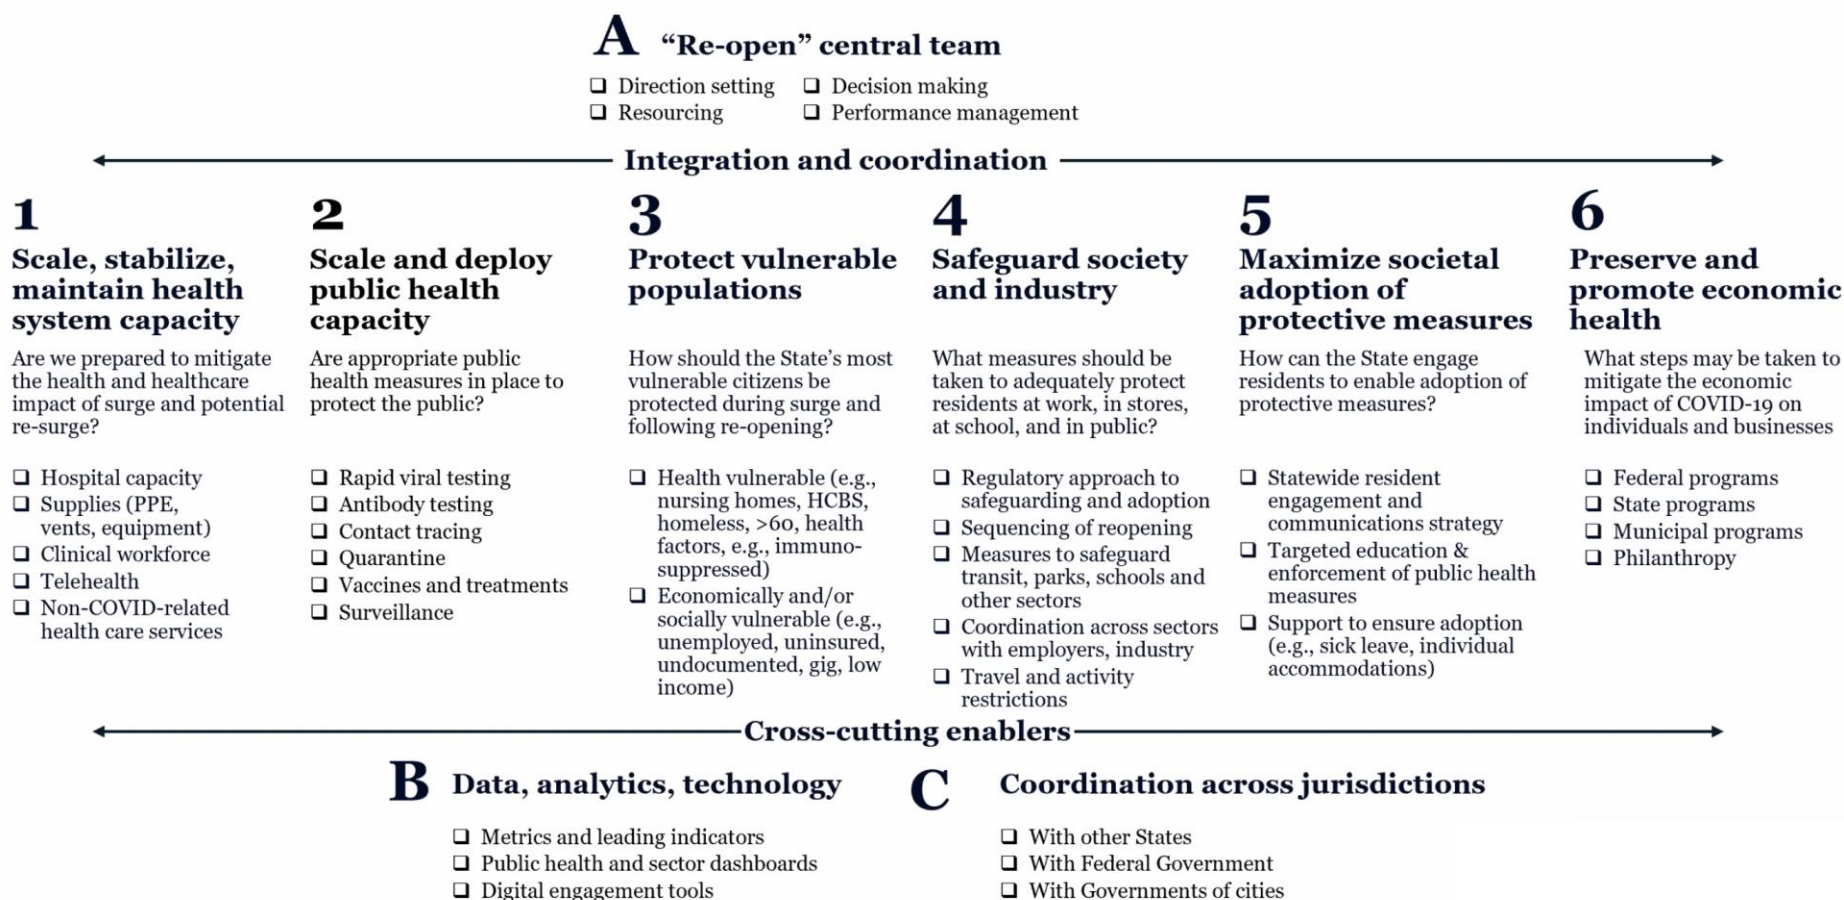 A “Re-open” central team
❑ Direction setting ❑ Decision making
❑ Resourcing ❑ Performance management
Integration and coordination
1
Scale, stabilize,
maintain health
system capacity
Are we prepared to mitigate
the health and healthcare
impact of surge and potential
re-surge?
❑ Hospital capacity
❑ Supplies (PPE,
vents, equipment)
❑ Clinical workforce
❑ Telehealth
❑ Non-COVID-related
health care services
2
Scale and deploy
public health
capacity
Are appropriate public
health measures in place to
protect the public?
❑ Rapid viral testing
❑ Antibody testing
❑ Contact tracing
❑ Quarantine
❑ Vaccines and treatments
❑ Surveillance
3
Protect vulnerable
populations
How should the State’s most
vulnerable citizens be
protected during surge and
following re-opening?
❑ Health vulnerable (e.g.,
nursing homes, HCBS,
homeless, >60, health
factors, e.g., immuno-
suppressed)
❑ Economically and/or
socially vulnerable (e.g.,
unemployed, uninsured,
undocumented, gig, low
income)
4
Safeguard society
and industry
What measures should be
taken to adequately protect
residents at work, in stores,
at school, and in public?
❑ Regulatory approach to
safeguarding and adoption
❑ Sequencing of reopening
❑ Measures to safeguard
transit, parks, schools and
other sectors
❑ Coordination across sectors
with employers, industry
❑ Travel and activity
restrictions
5
Maximize societal
adoption of
protective measures
How can the State engage
residents to enable adoption of
protective measures?
❑ Statewide resident
engagement and
communications strategy
❑ Targeted education &
enforcement of public health
measures
❑ Support to ensure adoption
(e.g., sick leave, individual
accommodations)
6
Preserve and
promote economic
health
What steps may be taken to
mitigate the economic
impact of COVID-19 on
individuals and businesses
❑ Federal programs
❑ State programs
❑ Municipal programs
❑ Philanthropy
Cross-cutting enablers
B Data, analytics, technology
❑ Metrics and leading indicators
❑ Public health and sector dashboards
❑ Digital engagement tools
C Coordination across jurisdictions
❑ With other States
❑ With Federal Government
❑ With Governments of cities